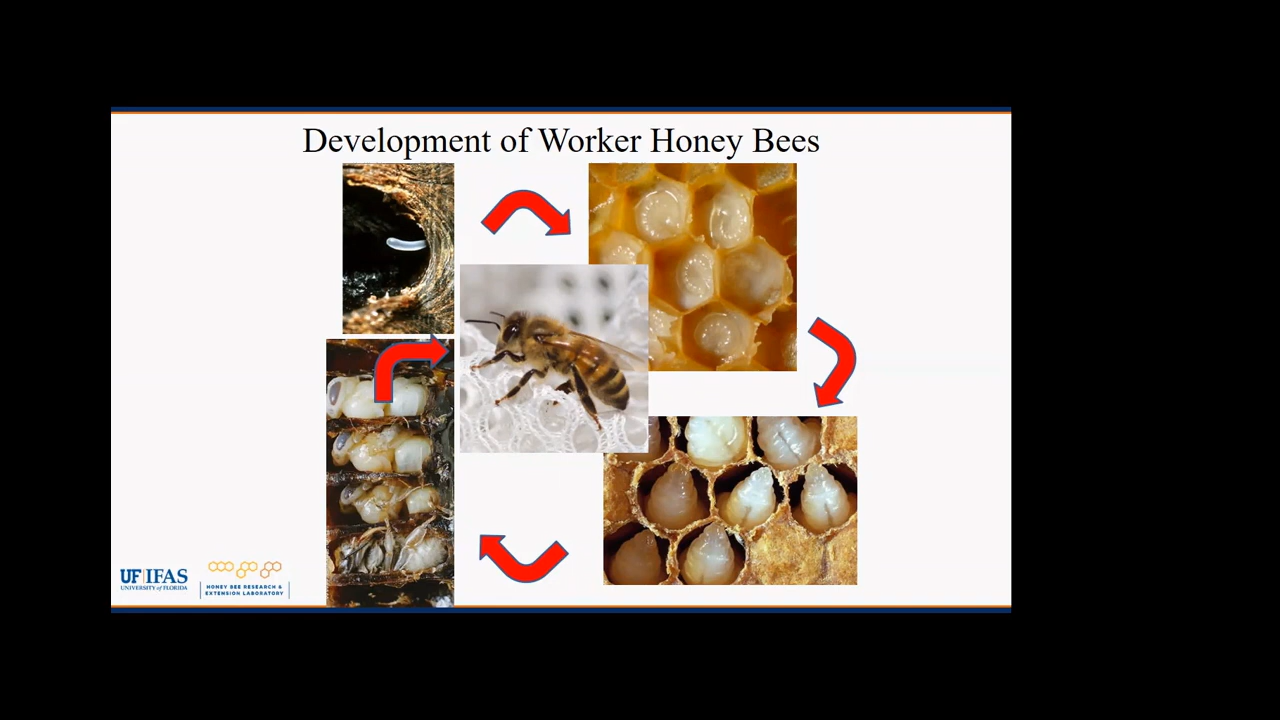 Development of Worker Honey Bees
UF|IFAS
UNIVERSITY of FLORIDA
HONEY BEE RESEARCH &
EXTENSION LABORATORY